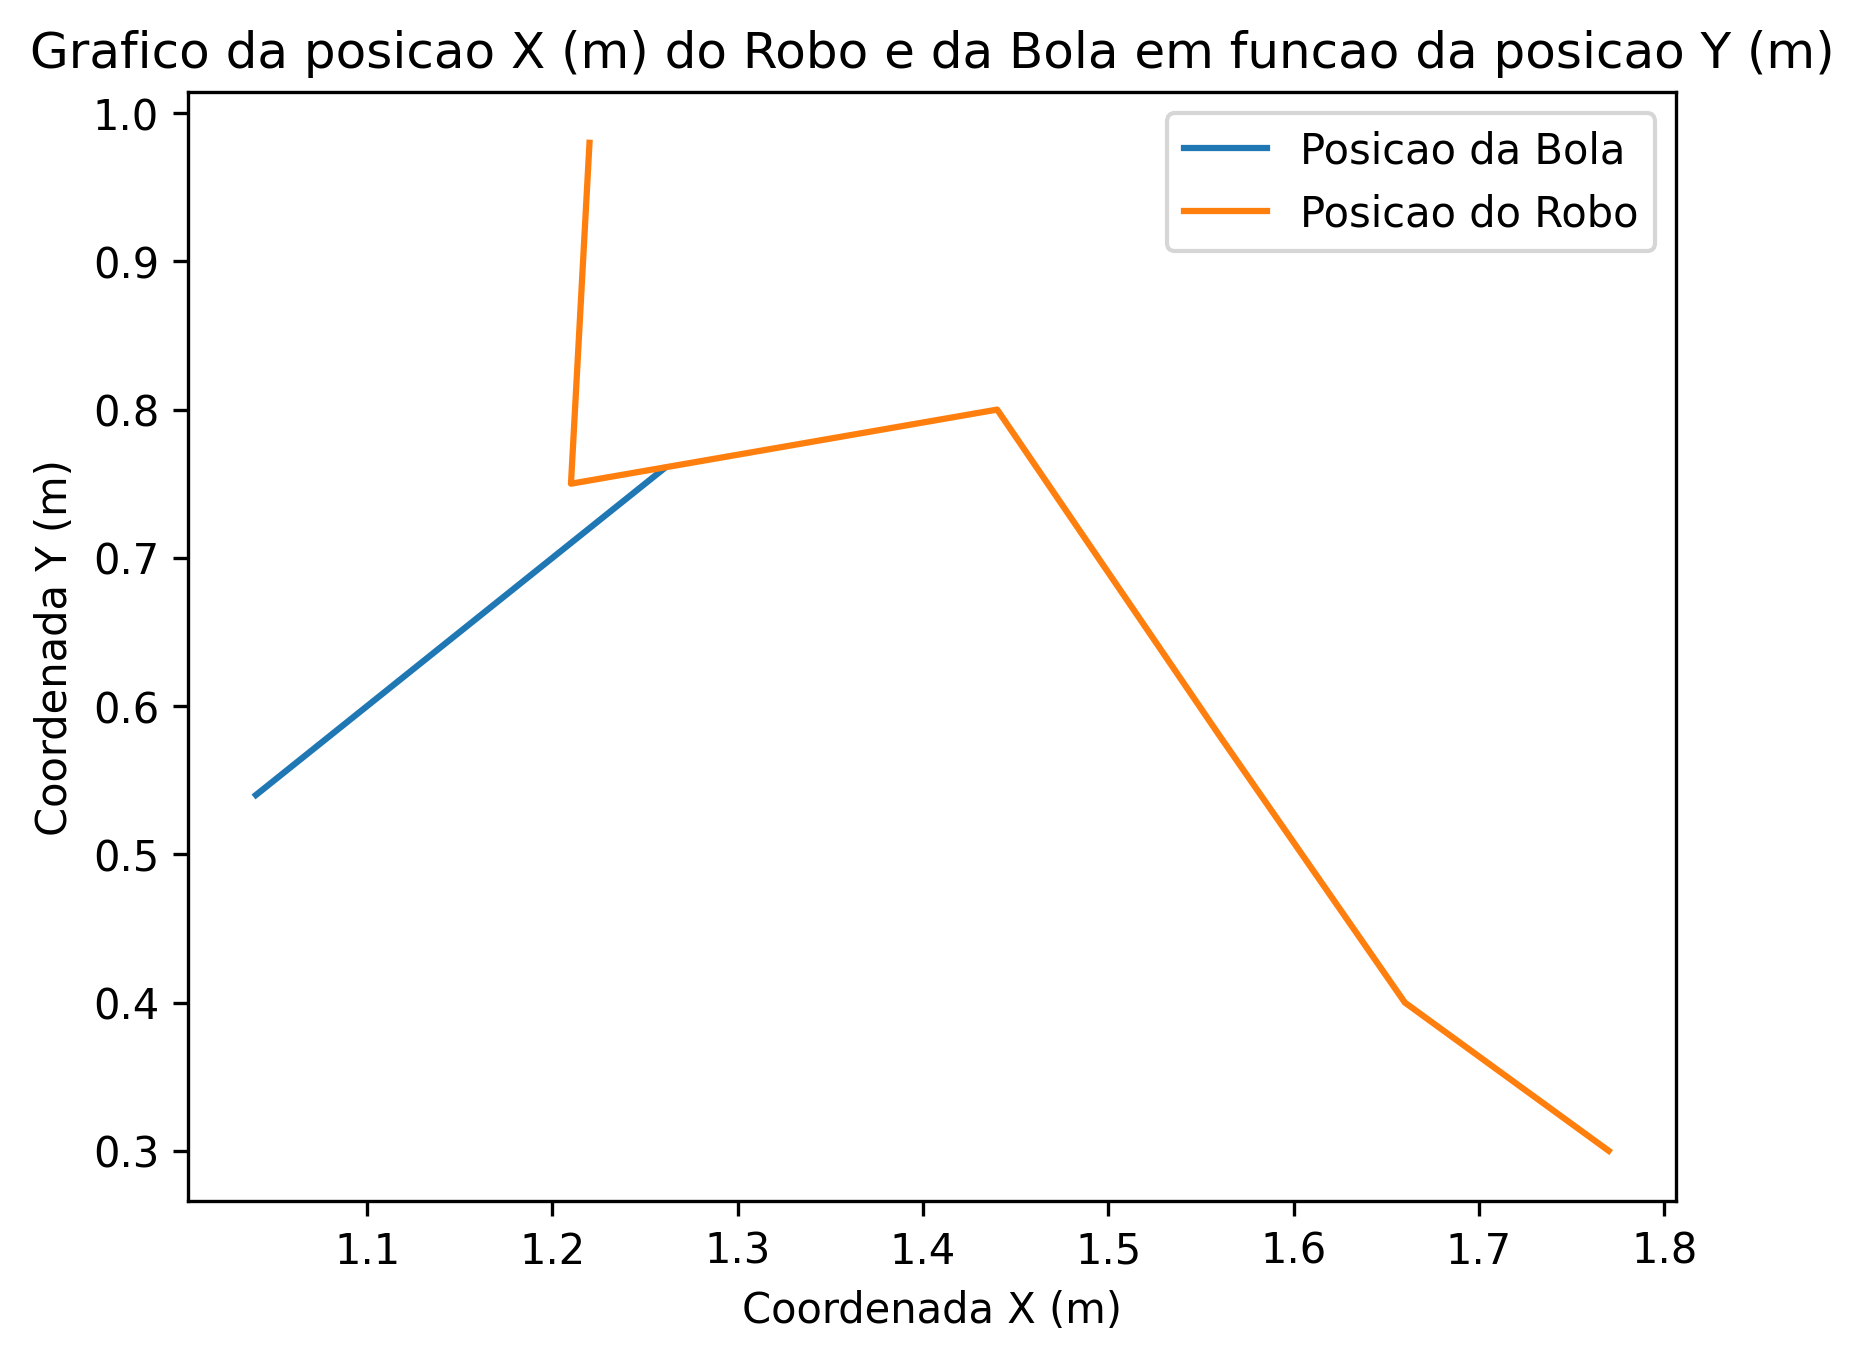 Grafico da posicao X (m) do Robo e da Bola em funcao da posicao Y (m)
Posicao da Bola
Posicao do Robo
1.0
0.9
0.8
0.7
0.6
0.5
0.4
0.3
Coordenada Y (m)
1.1 1.2 1.3 1.4 1.5 1.6 1.7 1.8
Coordenada X (m)